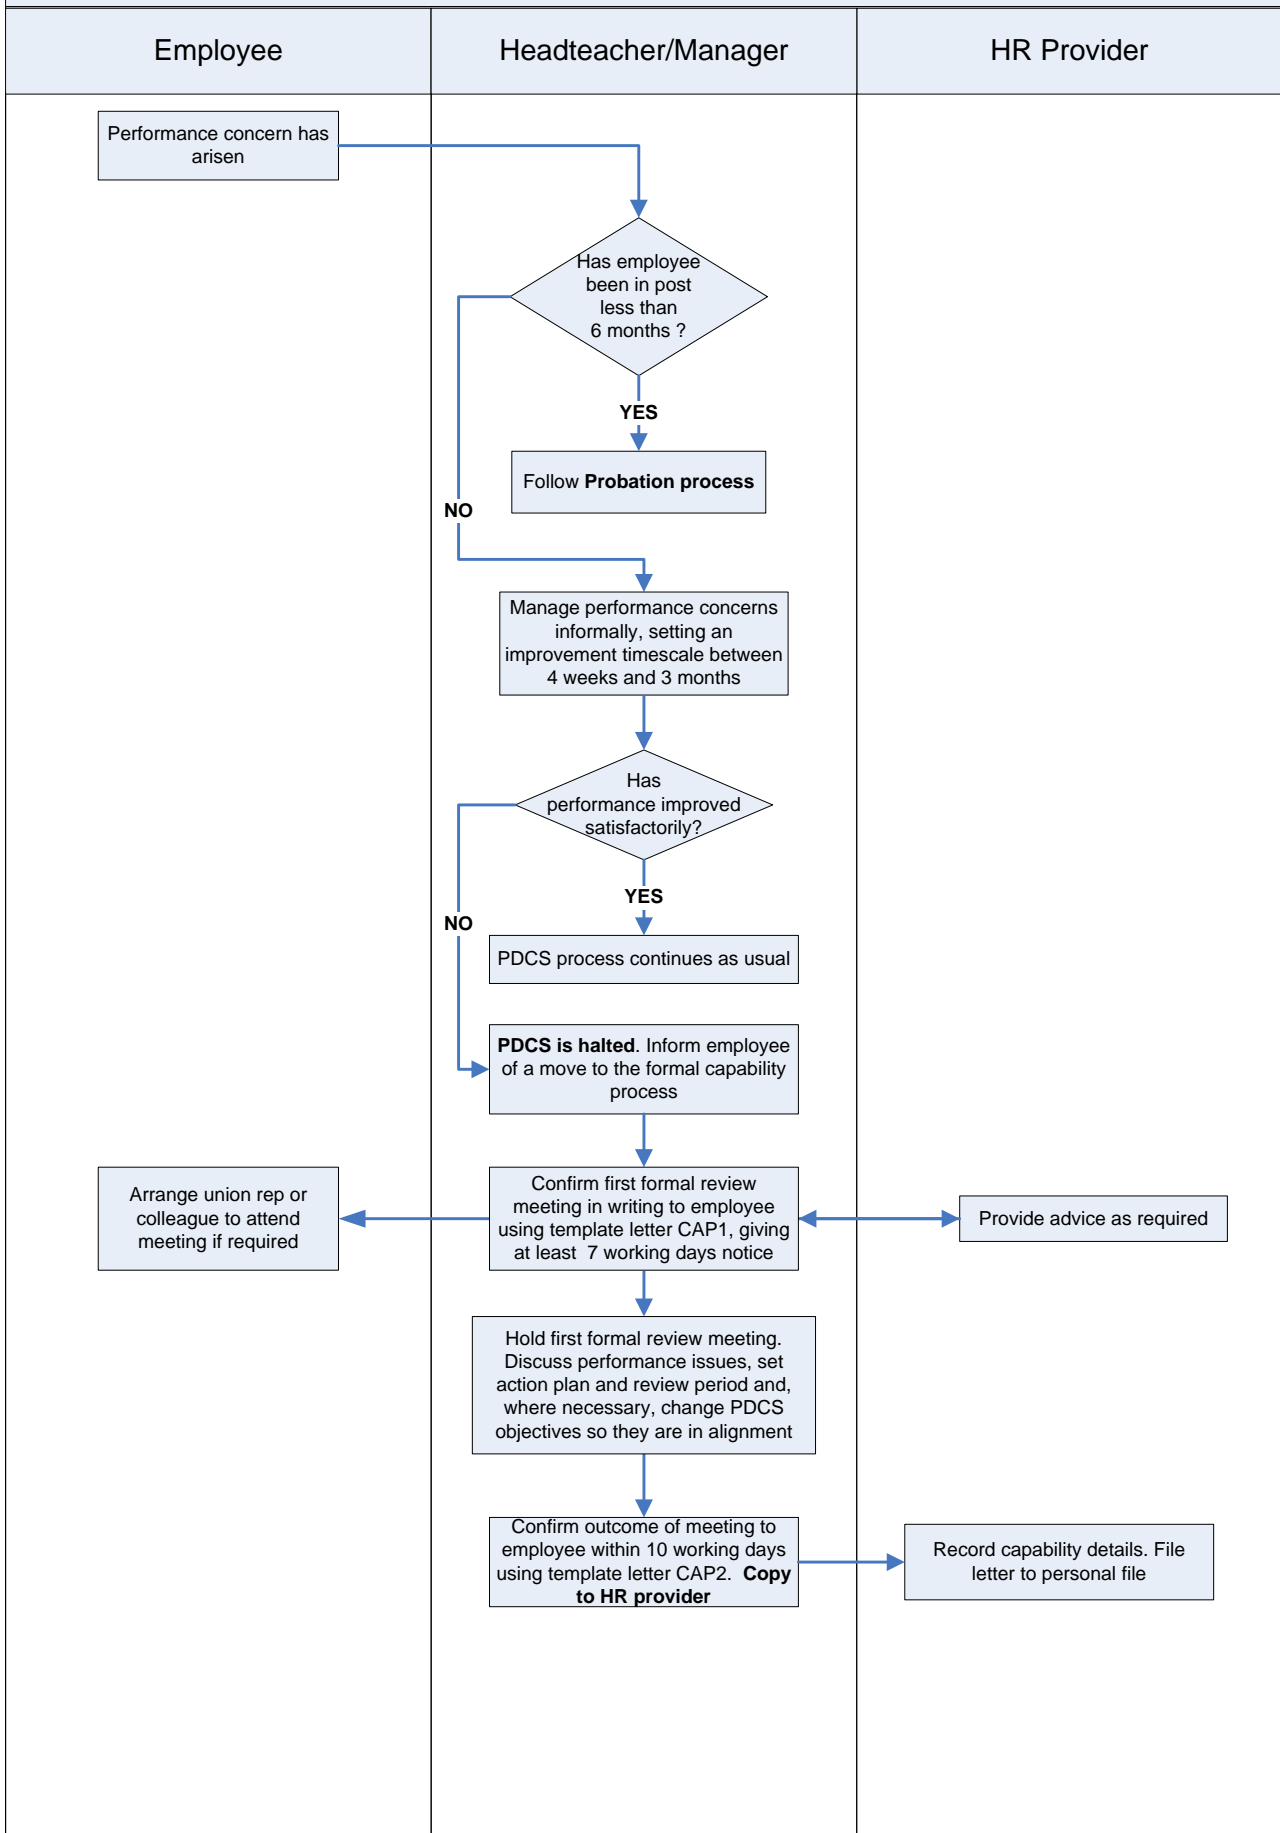 Employee
Headteacher/Manager
HR Provider
Performance concern has
arisen
Has employee
been in post
less than
6 months ?
YES
Follow Probation process
NO
Manage performance concerns
informally, setting an
improvement timescale between
4 weeks and 3 months
Has
performance improved
satisfactorily?
YES
NO
PDCS process continues as usual
PDCS is halted. Inform employee
of a move to the formal capability
process
Arrange union rep or
colleague to attend
meeting if required
Confirm first formal review
meeting in writing to employee
using template letter CAP1, giving
at least 7 working days notice
Provide advice as required
Hold first formal review meeting.
Discuss performance issues, set
action plan and review period and,
where necessary, change PDCS
objectives so they are in alignment
Confirm outcome of meeting to
employee within 10 working days
using template letter CAP2. Copy
to HR provider
Record capability details. File
letter to personal file